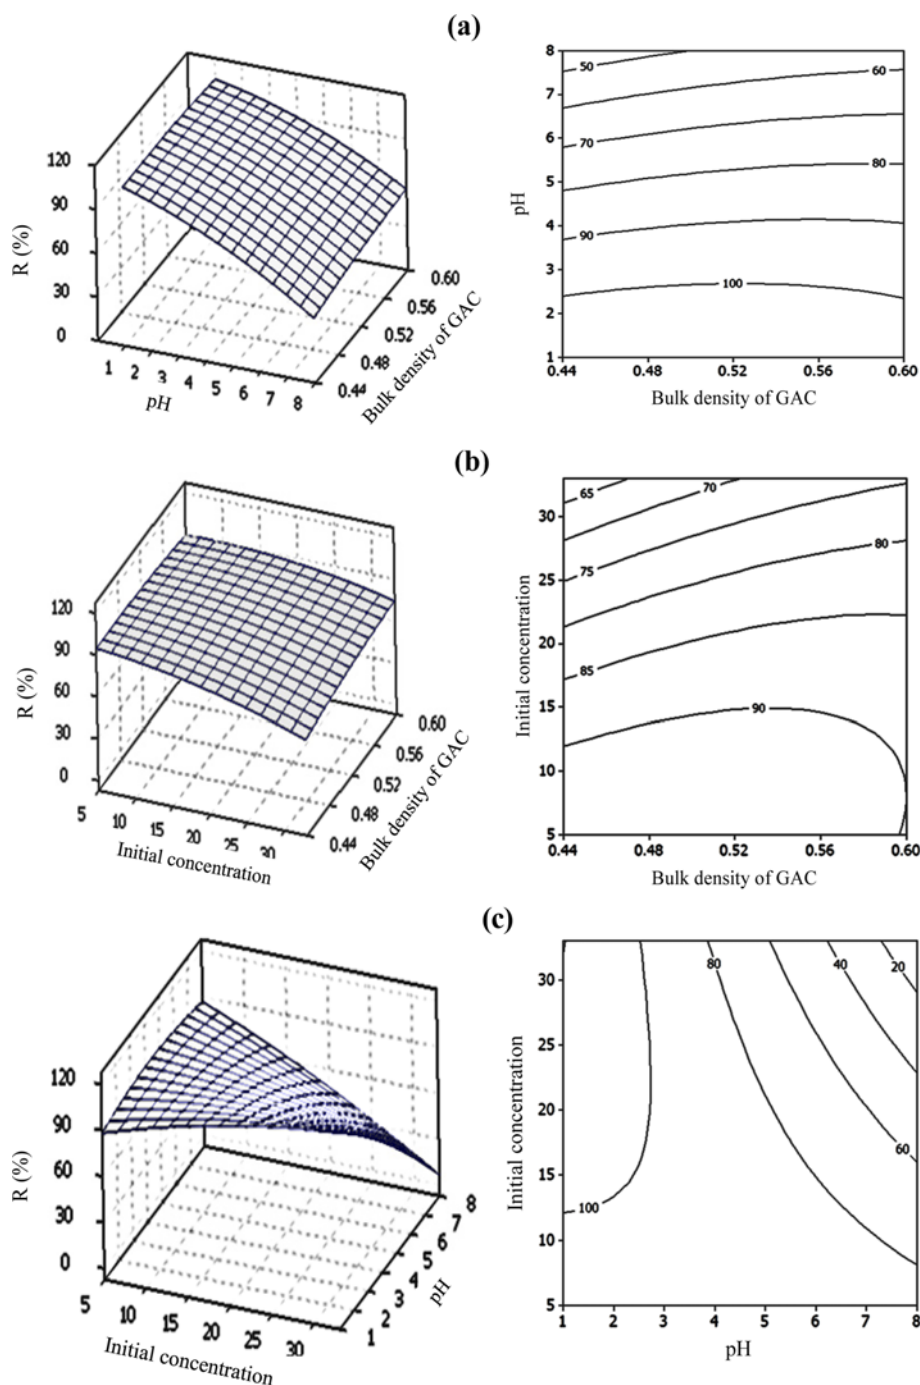 (a)
120
90
60
30
0
R (%)
1 2 3 4 5 6 7 8
pH
0.44
0.48
0.52
0.56
0.60
Bulk density of GAC
8
7
6
5
4
3
2
1
pH
50
60
70
80
90
100
0.44 0.48 0.52 0.56 0.60
Bulk density of GAC
(b)
120
90
60
30
0
R (%)
5 10 15 20 25 30
Initial concentration
0.44
0.48
0.52
0.56
0.60
Bulk density of GAC
30
25
20
15
10
5
Initial concentration
65
70
75
80
85
90
0.44 0.48 0.52 0.56 0.60
Bulk density of GAC
(c)
120
90
60
30
0
R (%)
5 10 15 20 25 30
Initial concentration
1 2 3 4 5 6 7 8
pH
30
25
20
15
10
5
Initial concentration
80
40
20
60
100
1 2 3 4 5 6 7 8
pH